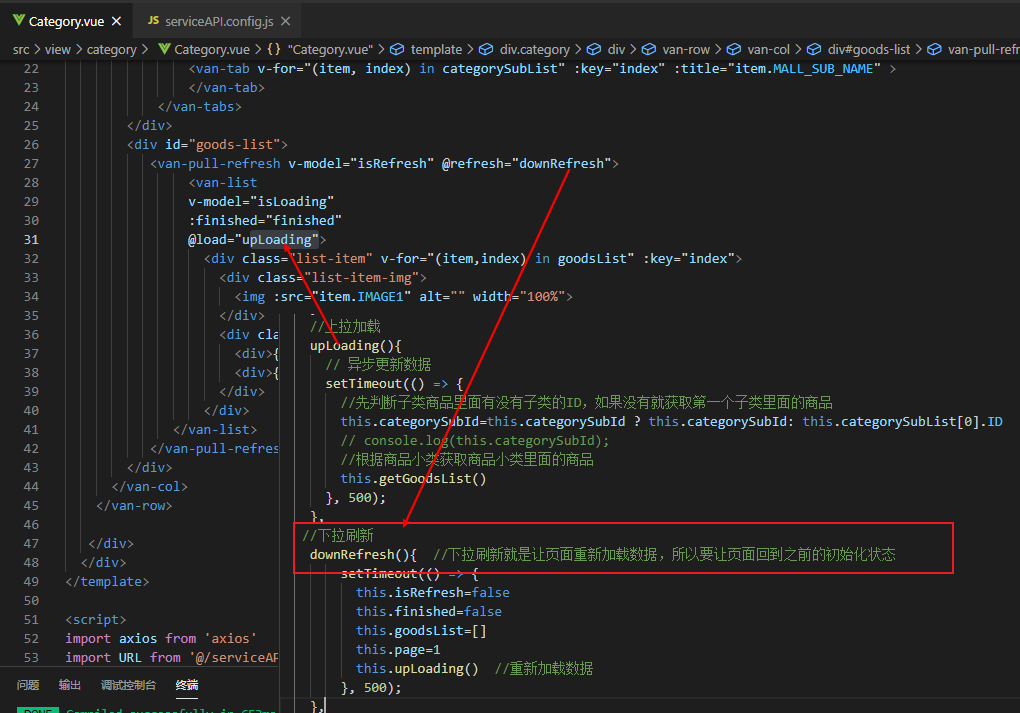 Category.vue × JS serviceAPI.config.js ×
src > view > category > Category.vue > {} "Category.vue" > template > div.category > div > van-row > van-col > div#goods-list > van-pull-refr
22 <van-tab v-for="(item, index) in categorySubList" :key="index" :title="item.MALL_SUB_NAME" >
23 </van-tab>
24 </van-tabs>
25 </div>
26 <div id="goods-list">
27 <van-pull-refresh v-model="isRefresh" @refresh="downRefresh">
28 <van-list
29 v-model="isLoading"
30 :finished="finished"
31 @load="upLoading">
32 <div class="list-item" v-for="(item,index) in goodsList" :key="index">
33 <div class="list-item-img">
34 <img :src="item.IMAGE1" alt="" width="100%">
35 </div>
36 <div cla
37 <div>{
38 <div>{
39 </div>
40 </div>
41 </van-list>
42 </van-pull-refres
43 </div>
44 </van-col>
45 </van-row>
46
47 </div>
48 </div>
49 </template>
50
51 <script>
52 import axios from 'axios'
53 import URL from '@/serviceAP
//上拉加载
upLoading(){
// 异步更新数据
setTimeout(() => {
//先判断子类商品里面有没有子类的ID，如果没有就获取第一个子类里面的商品
this.categorySubId=this.categorySubId ? this.categorySubId: this.categorySubList[0].ID
// console.log(this.categorySubId);
//根据商品小类获取商品小类里面的商品
this.getGoodsList()
}, 500);
},
//下拉刷新
downRefresh(){ //下拉刷新就是让页面重新加载数据，所以要让页面回到之前的初始化状态
setTimeout(() => {
this.isRefresh=false
this.finished=false
this.goodsList=[]
this.page=1
this.upLoading() //重新加载数据
}, 500);
},
问题 输出 调试控制台 终端
DONE Compiled successfully in 653ms